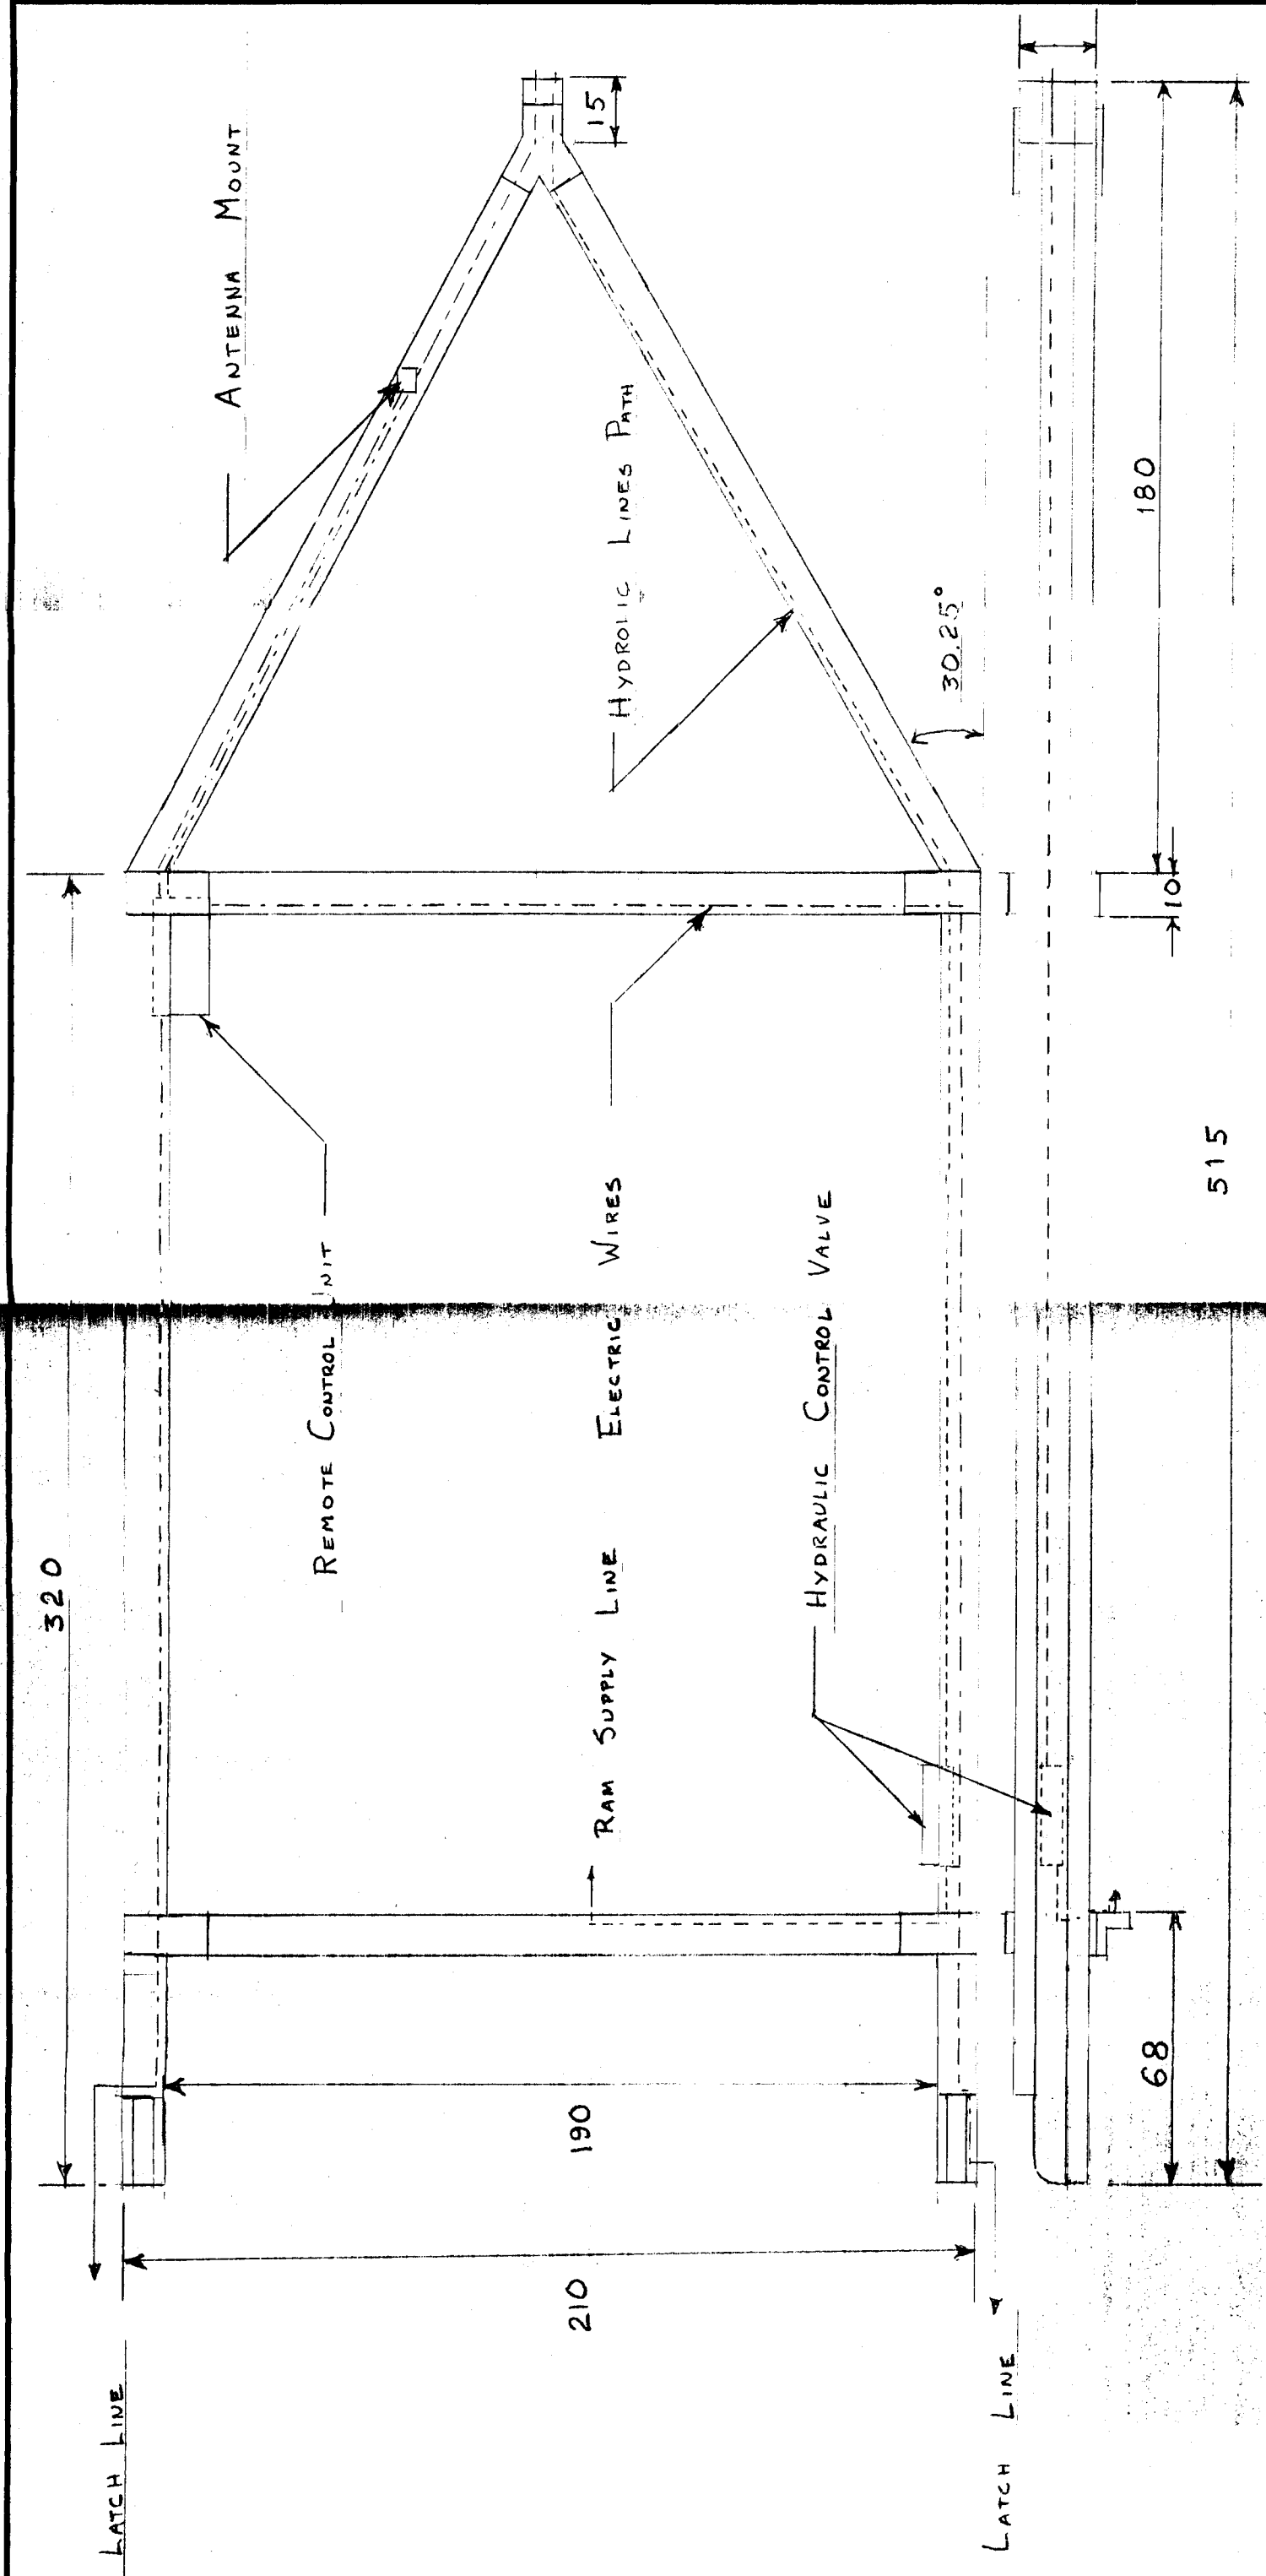 ANTENNA MOUNT
15
HYDROLIC LINES PATH
30.25°
180
10
515
REMOTE CONTROL UNIT
ELECTRIC WIRES
HYDRAULIC CONTROL VALVE
RAM SUPPLY LINE
320
190
210
68
LATCH LINE
LATCH LINE